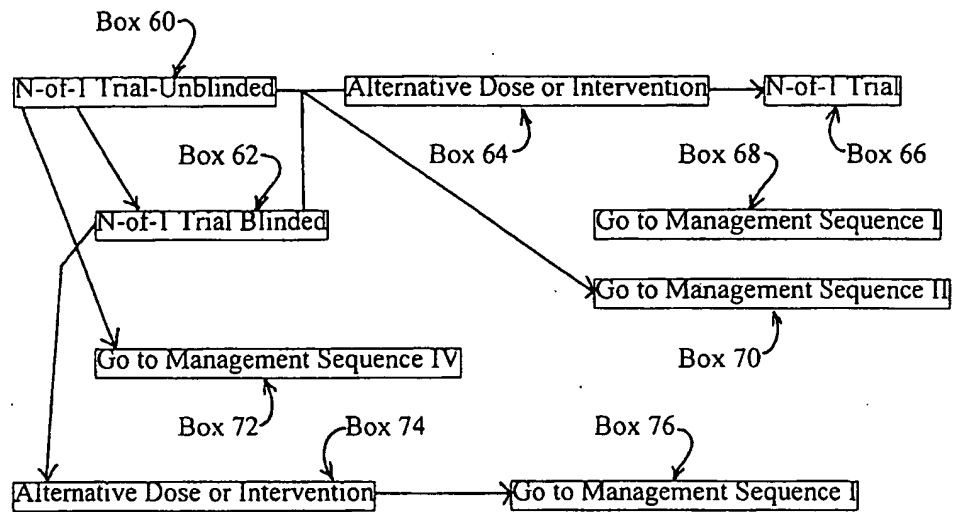 Box 60
N-of-1 Trial-Unblinded
Alternative Dose or Intervention
N-of-1 Trial
Box 62
Box 64
Box 68
Box 66
N-of-1 Trial Blinded
Go to Management Sequence I
Go to Management Sequence II
Go to Management Sequence IV
Box 70
Box 72
Box 74
Box 76
Alternative Dose or Intervention
Go to Management Sequence I